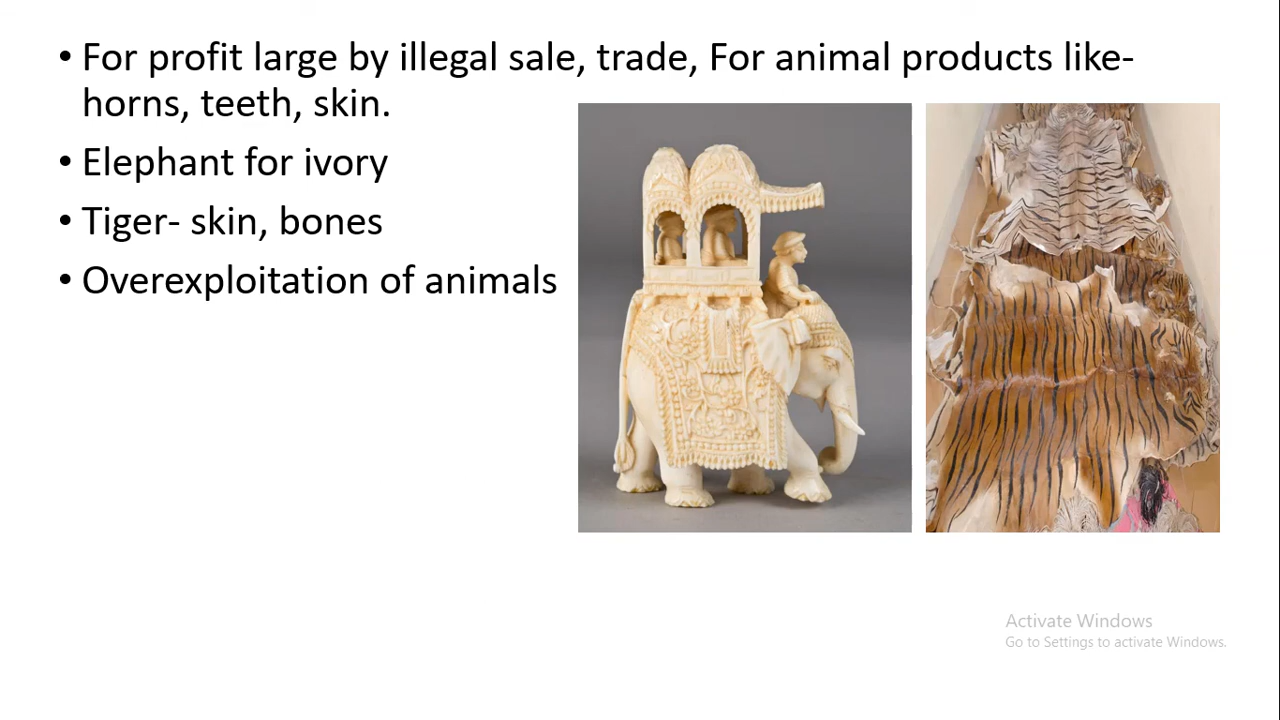 • For profit large by illegal sale, trade, For animal products like-
horns, teeth, skin.
• Elephant for ivory
• Tiger- skin, bones
• Overexploitation of animals
Activate Windows
Go to Settings to activate Windows.